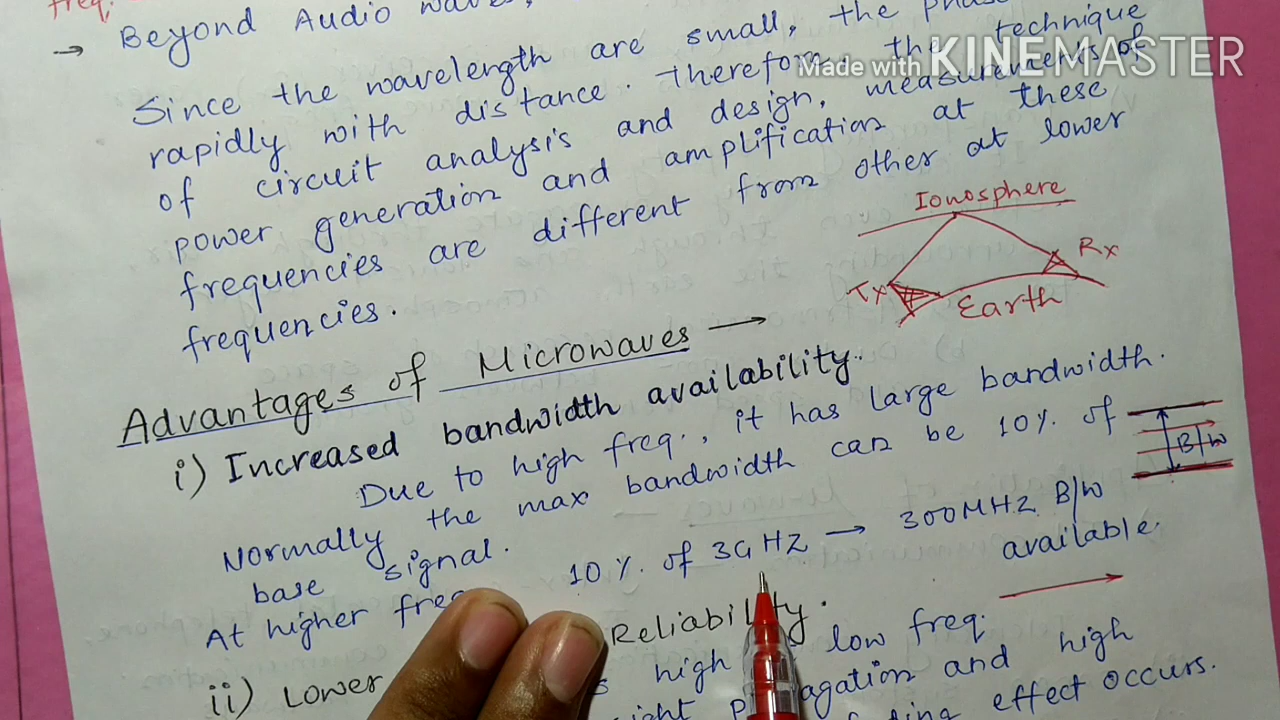 freq.
→ Beyond Audio waves,
Since the wavelength are small, the phase
rapidly with distance. Therefore, the technique
of circuit analysis and design, measurements of
power generation and amplification at these
frequencies are different from other at lower
frequencies.
Made with KINEMASTER
Ionosphere
Tx
Rx
Earth
Advantages of Microwaves →
i) Increased bandwidth availability.
Due to high freq., it has large bandwidth.
Normally the max bandwidth can be 10% of
base signal.
B/w
At higher freq 10% of 3GHZ → 300MHZ B/w
available.
ii) Lower Reliability.
high low freq.
and high
effect occurs.